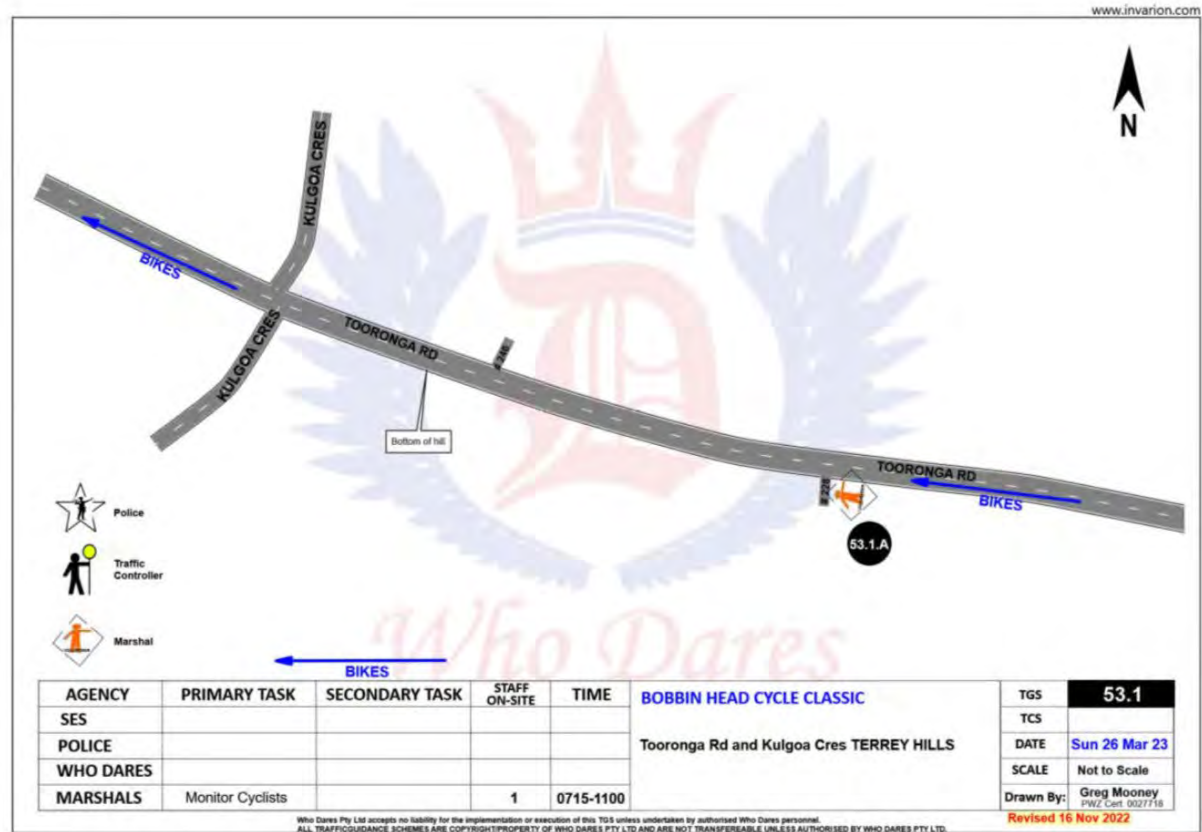 www.invarion.com
N
KULGOA CRES
BIKES
KULGOA CRES
TOORONGA RD
# 246
Bottom of hill
TOORONGA RD
# 228
BIKES
53.1.A
Police
Traffic
Controller
Marshal
Who Dares
BIKES
AGENCY PRIMARY TASK SECONDARY TASK STAFF ON-SITE TIME
SES
POLICE
WHO DARES
MARSHALS Monitor Cyclists 1 0715-1100
BOBBIN HEAD CYCLE CLASSIC
Tooronga Rd and Kulgoa Cres TERREY HILLS
TGS 53.1
TCS
DATE Sun 26 Mar 23
SCALE Not to Scale
Drawn By: Greg Mooney
PWZ Cert 0027718
Revised 16 Nov 2022
Who Dares Pty Ltd accepts no liability for the implementation or execution of this TGS unless undertaken by authorised Who Dares personnel.
ALL TRAFFICGUIDANCE SCHEMES ARE COPYRIGHT/PROPERTY OF WHO DARES PTY LTD AND ARE NOT TRANSFEREABLE UNLESS AUTHORISED BY WHO DARES PTY LTD.